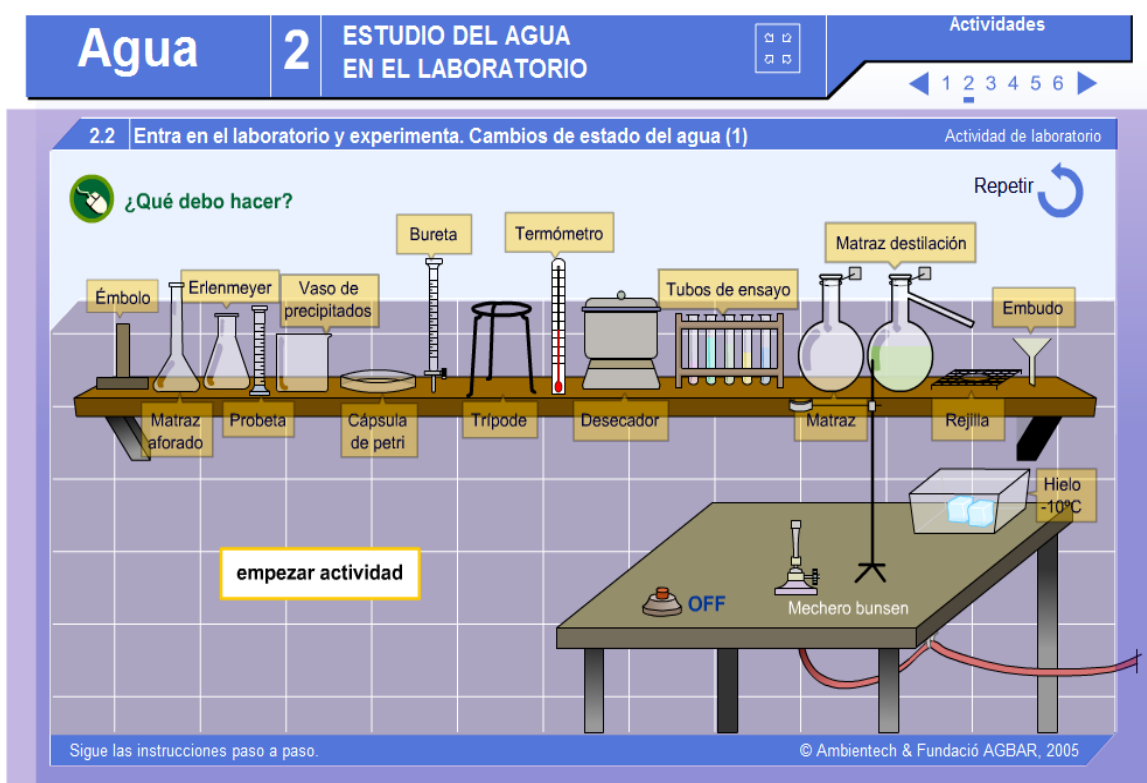 Agua
2
ESTUDIO DEL AGUA
EN EL LABORATORIO
Actividades
1 2 3 4 5 6
2.2 Entra en el laboratorio y experimenta. Cambios de estado del agua (1)
Actividad de laboratorio
¿Qué debo hacer?
Repetir
Bureta
Termómetro
Matraz destilación
Émbolo
Erlenmeyer
Vaso de
precipitados
Tubos de ensayo
Embudo
Matraz
aforado
Probeta
Cápsula
de petri
Trípode
Desecador
Matraz
Rejilla
Hielo
-10ºC
empezar actividad
OFF
Mechero bunsen
Sigue las instrucciones paso a paso.
© Ambientech & Fundació AGBAR, 2005